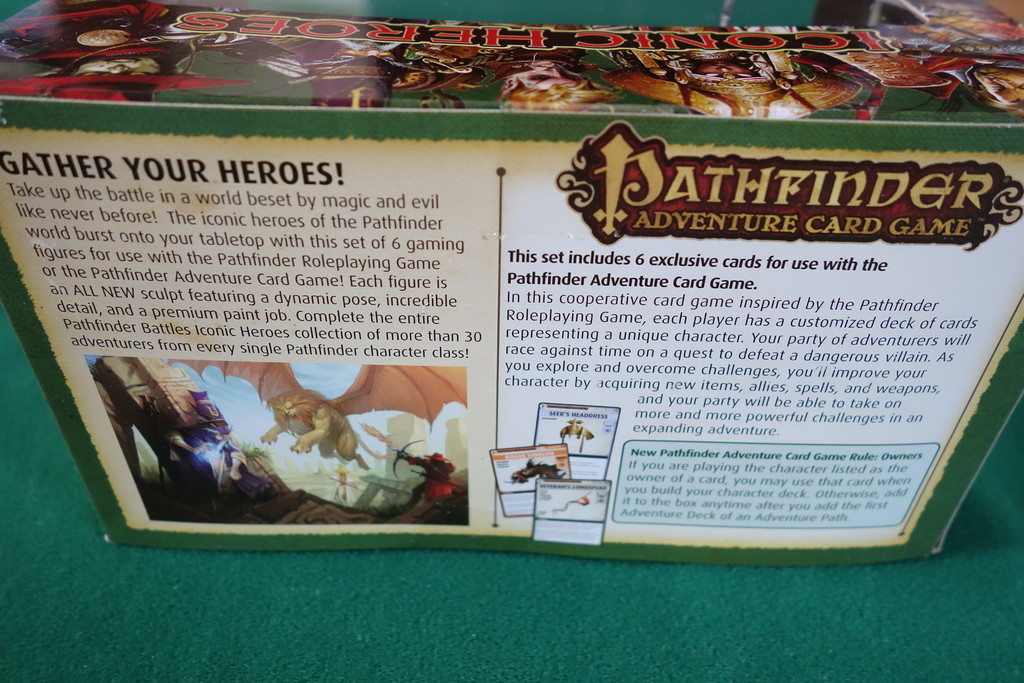 ICONIC HEROES
GATHER YOUR HEROES!
Take up the battle in a world beset by magic and evil
like never before! The iconic heroes of the Pathfinder
world burst onto your tabletop with this set of 6 gaming
figures for use with the Pathfinder Roleplaying Game
or the Pathfinder Adventure Card Game! Each figure is
an ALL NEW sculpt featuring a dynamic pose, incredible
detail, and a premium paint job. Complete the entire
Pathfinder Battles Iconic Heroes collection of more than 30
adventurers from every single Pathfinder character class!
PATHFINDER
ADVENTURE CARD GAME™
This set includes 6 exclusive cards for use with the
Pathfinder Adventure Card Game.
In this cooperative card game inspired by the Pathfinder
Roleplaying Game, each player has a customized deck of cards
representing a unique character. Your party of adventurers will
race against time on a quest to defeat a dangerous villain. As
you explore and overcome challenges, you'll improve your
character by acquiring new items, allies, spells, and weapons,
and your party will be able to take on
more and more powerful challenges in an
expanding adventure.
SEER'S HEADDRESS
VETERAN'S LONGSPEAR
New Pathfinder Adventure Card Game Rule: Owners
If you are playing the character listed as the
owner of a card, you may use that card when
you build your character deck. Otherwise, add
it to the box anytime after you add the first
Adventure Deck of an Adventure Path.